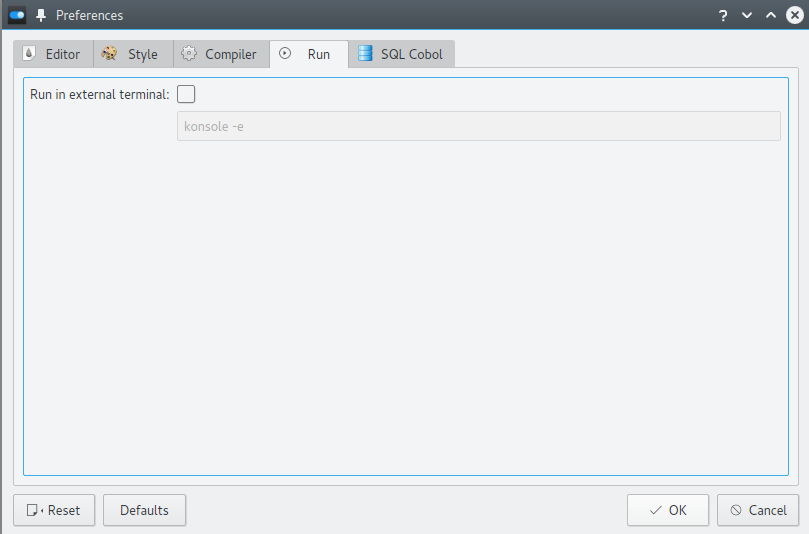 Preferences
Editor
Style
Compiler
Run
SQL Cobol
Run in external terminal:
konsole -e
Reset
Defaults
OK
Cancel